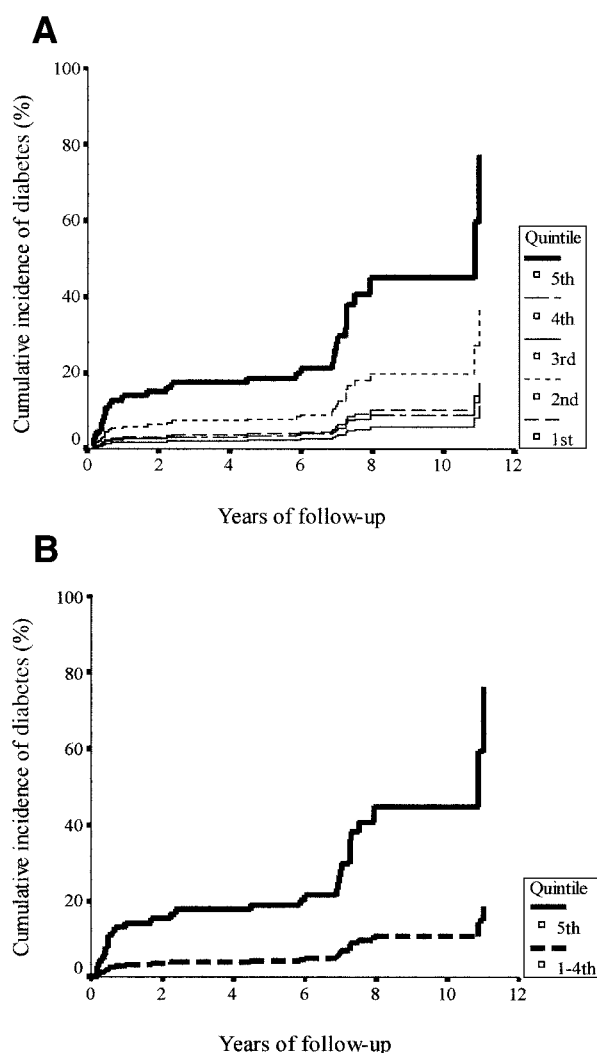 A
Cumulative incidence of diabetes (%)
100
80
60
40
20
0
0 2 4 6 8 10 12
Years of follow-up
Quintile
5th
4th
3rd
2nd
1st
B
Cumulative incidence of diabetes (%)
100
80
60
40
20
0
0 2 4 6 8 10 12
Years of follow-up
Quintile
5th
1-4th